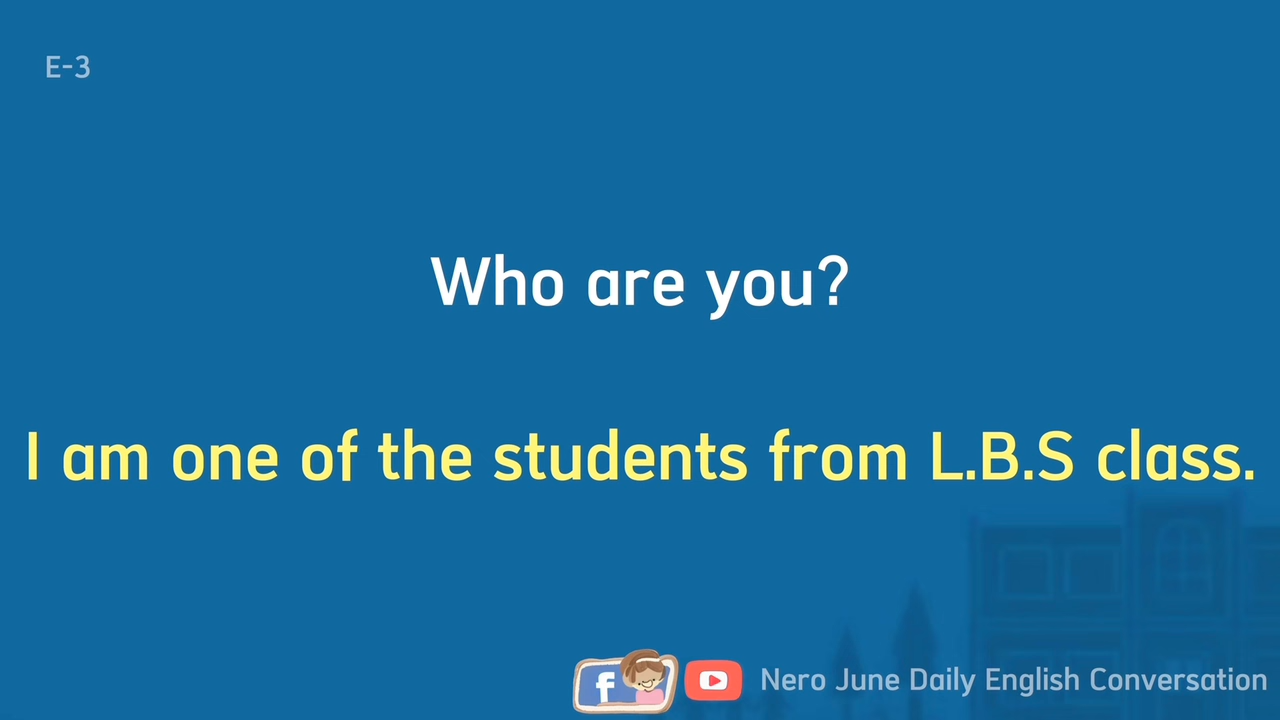 E-3
Who are you?
I am one of the students from L.B.S class.
f
Nero June Daily English Conversation